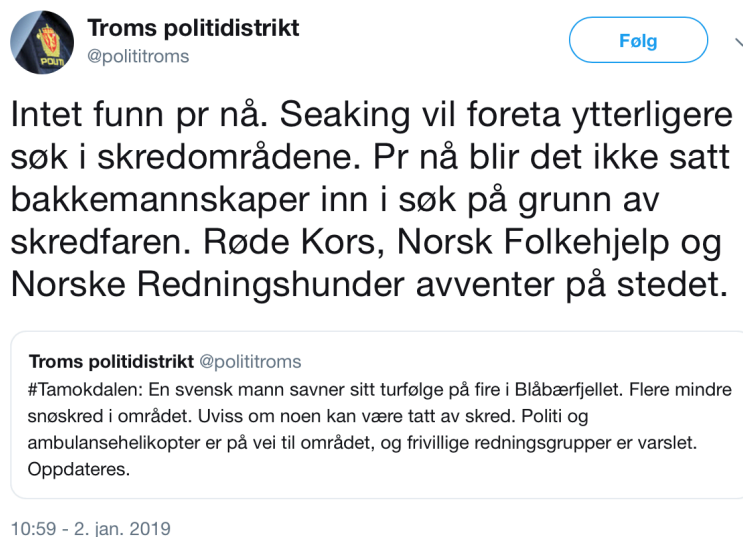 Troms politidistrikt
@polititroms
Følg
POLITI
Intet funn pr nå. Seaking vil foreta ytterligere
søk i skredområdene. Pr nå blir det ikke satt
bakkemannskaper inn i søk på grunn av
skredfaren. Røde Kors, Norsk Folkehjelp og
Norske Redningshunder avventer på stedet.
Troms politidistrikt @polititroms
#Tamokdalen: En svensk mann savner sitt turfølge på fire i Blåbærfjellet. Flere mindre
snøskred i området. Uviss om noen kan være tatt av skred. Politi og
ambulansehelikopter er på vei til området, og frivillige redningsgrupper er varslet.
Oppdateres.
10:59 - 2. jan. 2019